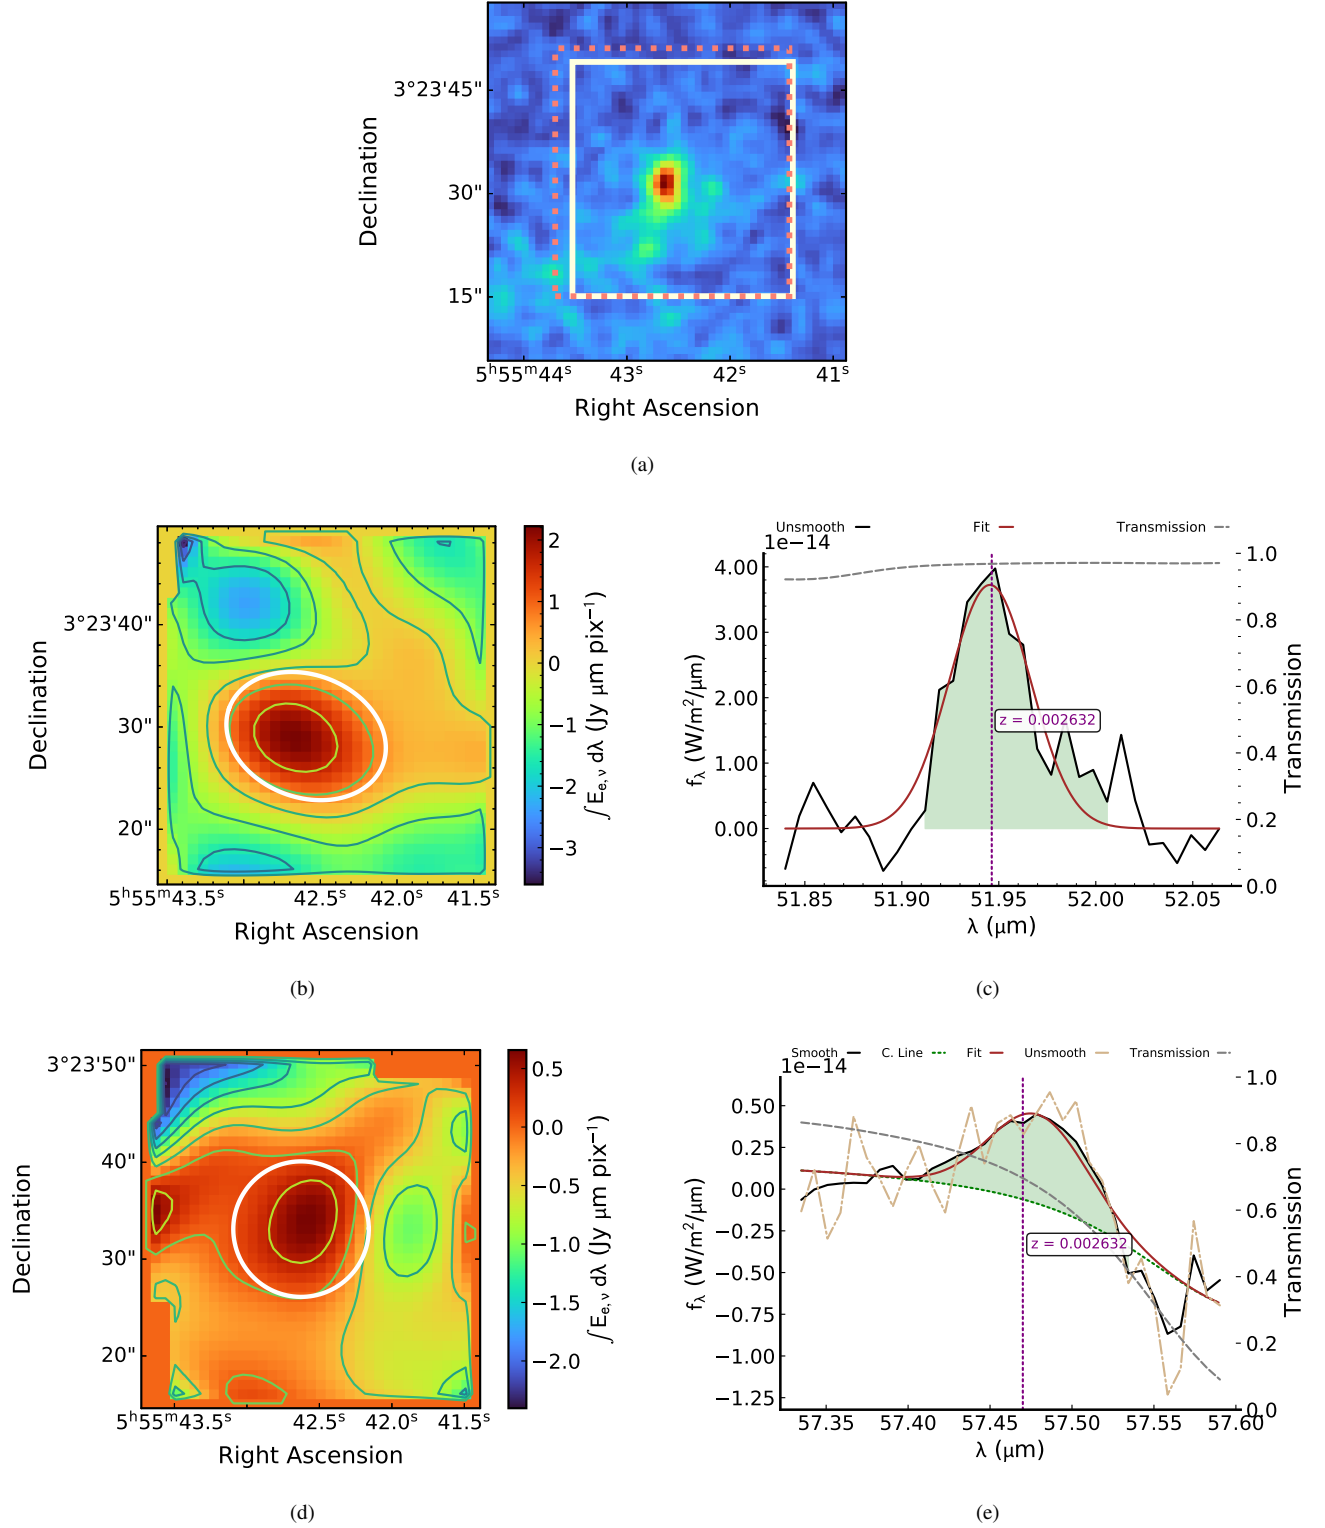 Declination
3°23'45"
30"
15"
5ʰ55ᵐ44ˢ 43ˢ 42ˢ 41ˢ
Right Ascension
(a)
Declination
3°23'40"
30"
20"
5ʰ55ᵐ43.5ˢ 42.5ˢ 42.0ˢ 41.5ˢ
Right Ascension
2
1
0
−1
−2
−3
∫E_{e,ν} dλ (Jy μm pix⁻¹)
(b)
Unsmooth Fit Transmission
1e−14
4.00
3.00
2.00
1.00
0.00
f_λ (W/m²/μm)
z = 0.002632
1.0
0.8
0.6
0.4
0.2
0.0
Transmission
51.85 51.90 51.95 52.00 52.05
λ (μm)
(c)
Declination
3°23'50"
40"
30"
20"
5ʰ55ᵐ43.5ˢ 42.5ˢ 42.0ˢ 41.5ˢ
Right Ascension
0.5
0.0
−0.5
−1.0
−1.5
−2.0
∫E_{e,ν} dλ (Jy μm pix⁻¹)
(d)
Smooth C. Line Fit Unsmooth Transmission
1e−14
0.50
0.25
0.00
−0.25
−0.50
−0.75
−1.00
−1.25
f_λ (W/m²/μm)
z = 0.002632
1.0
0.8
0.6
0.4
0.2
0.0
Transmission
57.35 57.40 57.45 57.50 57.55 57.60
λ (μm)
(e)